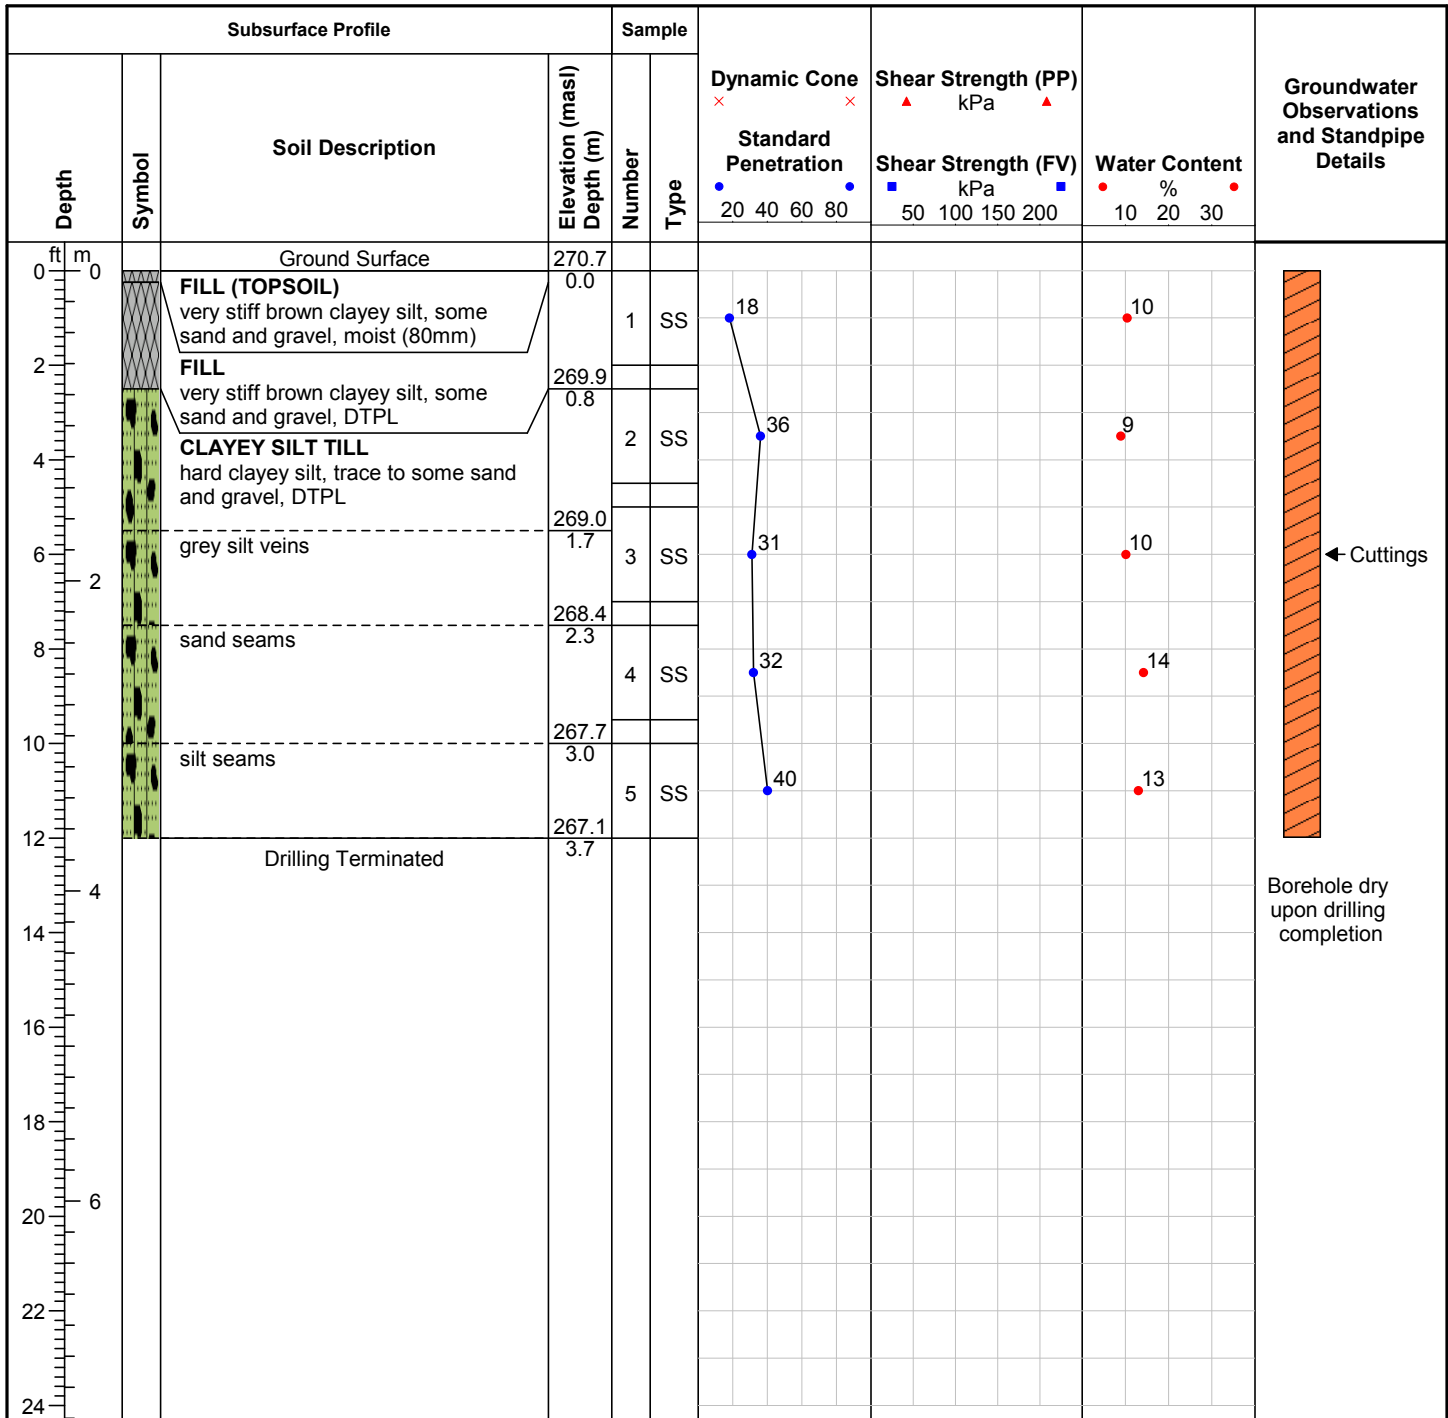 Subsurface Profile
Sample
Depth
Symbol
Soil Description
Elevation (masl)
Depth (m)
Number
Type
Dynamic Cone
Standard
Penetration
20 40 60 80
Shear Strength (PP)
kPa
Shear Strength (FV)
kPa
50 100 150 200
Water Content
%
10 20 30
Groundwater
Observations
and Standpipe
Details
ft m
Ground Surface
270.7
0 0
0.0
FILL (TOPSOIL)
very stiff brown clayey silt, some
sand and gravel, moist (80mm)
1 SS
18
10
2
FILL
very stiff brown clayey silt, some
sand and gravel, DTPL
269.9
0.8
2 SS
36
9
CLAYEY SILT TILL
hard clayey silt, trace to some sand
and gravel, DTPL
4
269.0
1.7
grey silt veins
3 SS
31
10
Cuttings
6
2
268.4
2.3
sand seams
8
4 SS
32
14
267.7
3.0
10
silt seams
5 SS
40
13
267.1
3.7
12
Drilling Terminated
4
Borehole dry
upon drilling
completion
14
16
18
6
20
22
24